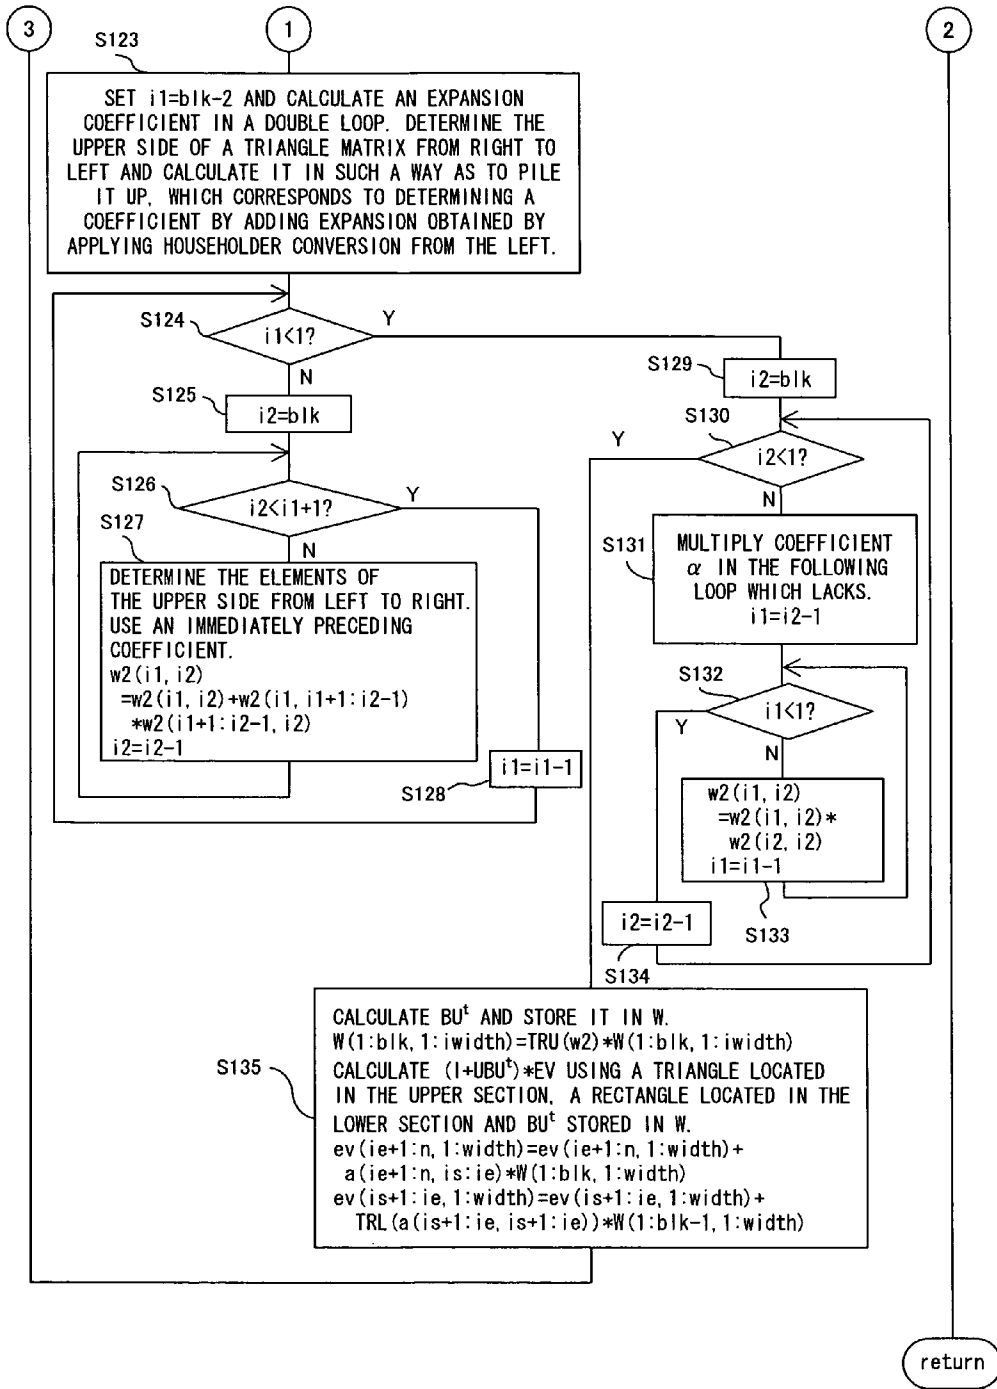 3
1
2
S123
SET i1=blk-2 AND CALCULATE AN EXPANSION
COEFFICIENT IN A DOUBLE LOOP. DETERMINE THE
UPPER SIDE OF A TRIANGLE MATRIX FROM RIGHT TO
LEFT AND CALCULATE IT IN SUCH A WAY AS TO PILE
IT UP, WHICH CORRESPONDS TO DETERMINING A
COEFFICIENT BY ADDING EXPANSION OBTAINED BY
APPLYING HOUSEHOLDER CONVERSION FROM THE LEFT.
S124
i1<1?
Y
N
S125
i2=blk
S126
i2<i1+1?
Y
N
S127
DETERMINE THE ELEMENTS OF
THE UPPER SIDE FROM LEFT TO RIGHT.
USE AN IMMEDIATELY PRECEDING
COEFFICIENT.
w2(i1, i2)
=w2(i1, i2)+w2(i1, i1+1:i2-1)
*w2(i1+1:i2-1, i2)
i2=i2-1
S128
i1=i1-1
S129
i2=blk
S130
i2<1?
Y
N
S131
MULTIPLY COEFFICIENT
α IN THE FOLLOWING
LOOP WHICH LACKS.
i1=i2-1
S132
i1<1?
Y
N
w2(i1, i2)
=w2(i1, i2)*
w2(i2, i2)
i1=i1-1
S133
i2=i2-1
S134
S135
CALCULATE BUᵗ AND STORE IT IN W.
W(1:blk, 1:iwidth)=TRU(w2)*W(1:blk, 1:iwidth)
CALCULATE (I+UBUᵗ)*EV USING A TRIANGLE LOCATED
IN THE UPPER SECTION, A RECTANGLE LOCATED IN THE
LOWER SECTION AND BUᵗ STORED IN W.
ev(ie+1:n, 1:width)=ev(ie+1:n, 1:width)+
a(ie+1:n, is:ie)*W(1:blk, 1:width)
ev(is+1:ie, 1:width)=ev(is+1:ie, 1:width)+
TRL(a(is+1:ie, is+1:ie))*W(1:blk-1, 1:width)
return